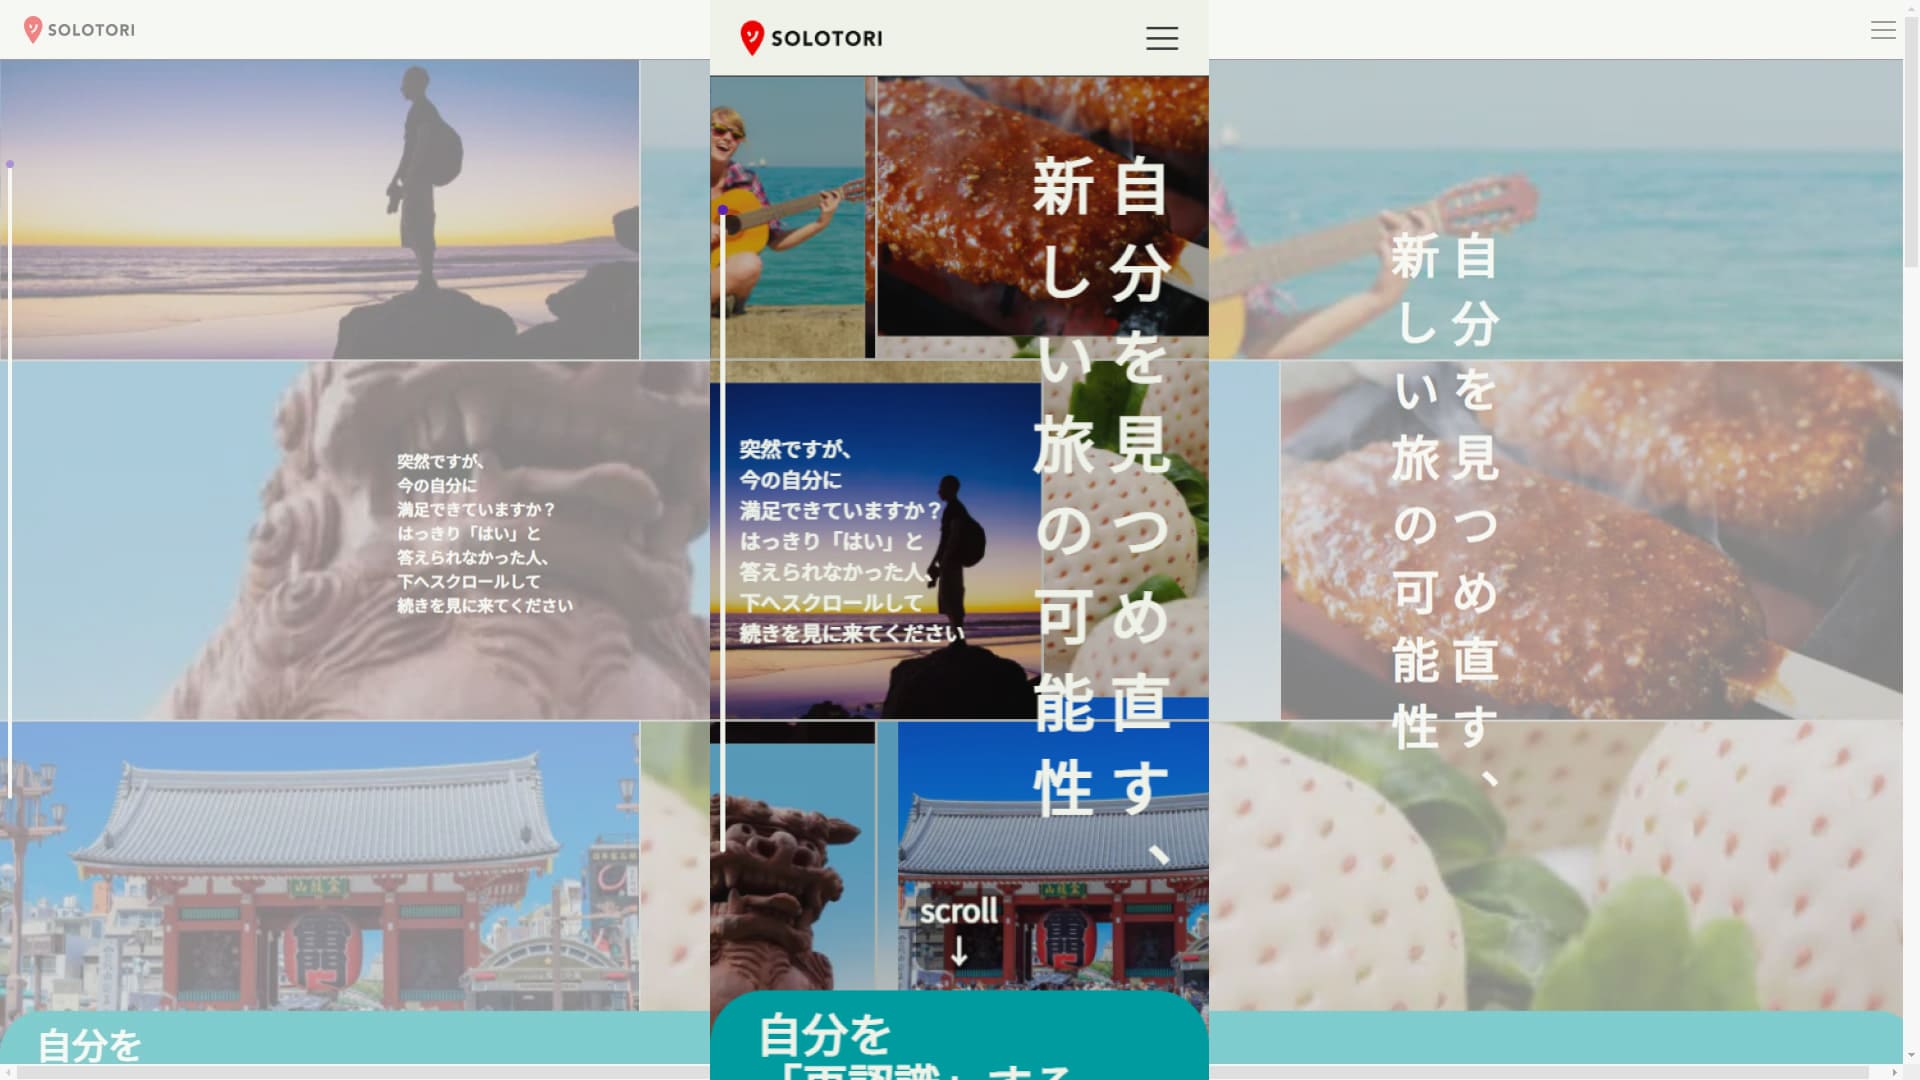 SOLOTORI
SOLOTORI
自分を見つめ直す、
新しい旅の可能性
突然ですが、
今の自分に
満足できていますか？
はっきり「はい」と
答えられなかった人、
下へスクロールして
続きを見に来てください
突然ですが、
今の自分に
満足できていますか？
はっきり「はい」と
答えられなかった人、
下へスクロールして
続きを見に来てください
自分を見つめ直す、
新しい旅の可能性
scroll
↓
自分を
自分を
「再認識」する